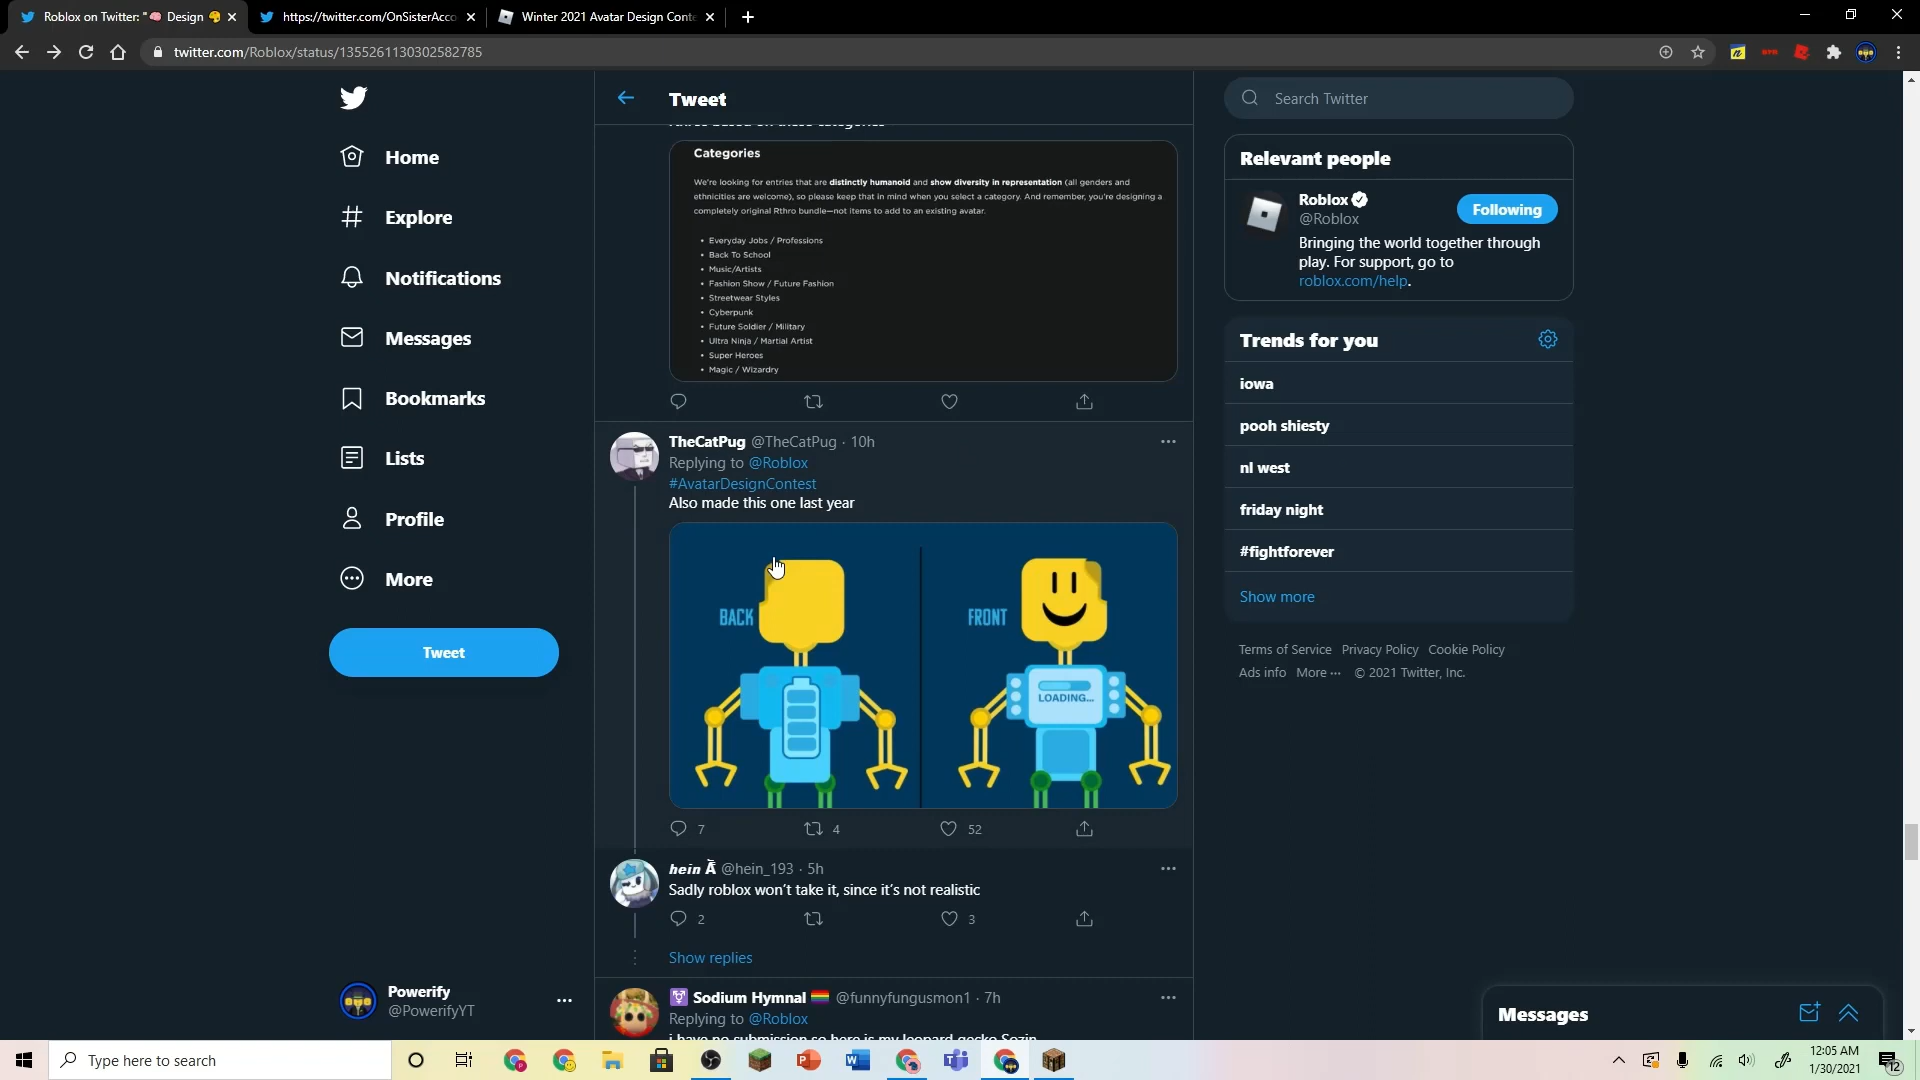 Roblox on Twitter: "🧠 Design
https://twitter.com/OnSisterAcco
Winter 2021 Avatar Design Conte
twitter.com/Roblox/status/1355261130302582785
Home
Explore
Notifications
Messages
Bookmarks
Lists
Profile
More
Tweet
Powerify
@PowerifyYT
Tweet
Categories
We're looking for entries that are distinctly humanoid and show diversity in representation (all genders and
ethnicities are welcome), so please keep that in mind when you select a category. And remember, you're designing a
completely original Rthro bundle—not items to add to an existing avatar.
• Everyday Jobs / Professions
• Back To School
• Music/Artists
• Fashion Show / Future Fashion
• Streetwear Styles
• Cyberpunk
• Future Soldier / Military
• Ultra Ninja / Martial Artist
• Super Heroes
• Magic / Wizardry
TheCatPug @TheCatPug · 10h
Replying to @Roblox
#AvatarDesignContest
Also made this one last year
BACK
FRONT
LOADING...
7 4 52
hein Ẵ @hein_193 · 5h
Sadly roblox won't take it, since it's not realistic
2 3
Show replies
Sodium Hymnal @funnyfungusmon1 · 7h
Replying to @Roblox
i have no submission so here is my leopard gecko Sozin
Search Twitter
Relevant people
Roblox
@Roblox
Following
Bringing the world together through
play. For support, go to
roblox.com/help.
Trends for you
iowa
pooh shiesty
nl west
friday night
#fightforever
Show more
Terms of Service Privacy Policy Cookie Policy
Ads info More ··· © 2021 Twitter, Inc.
Messages
Type here to search
12:05 AM
1/30/2021
12